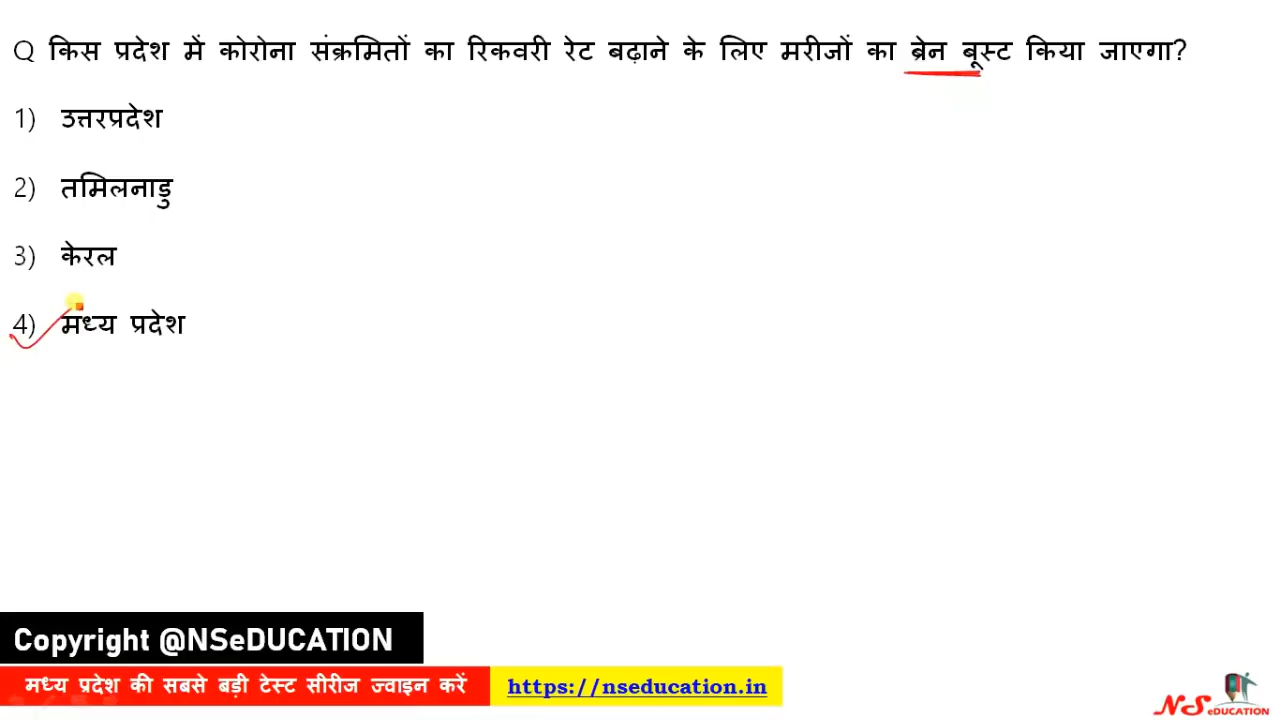 Q किस प्रदेश में कोरोना संक्रमितों का रिकवरी रेट बढ़ाने के लिए मरीजों का ब्रेन बूस्ट किया जाएगा?
1) उत्तरप्रदेश
2) तमिलनाडु
3) केरल
4) मध्य प्रदेश
Copyright @NSeDUCATION
मध्य प्रदेश की सबसे बड़ी टेस्ट सीरीज ज्वाइन करें https://nseducation.in
NS eDUCATION